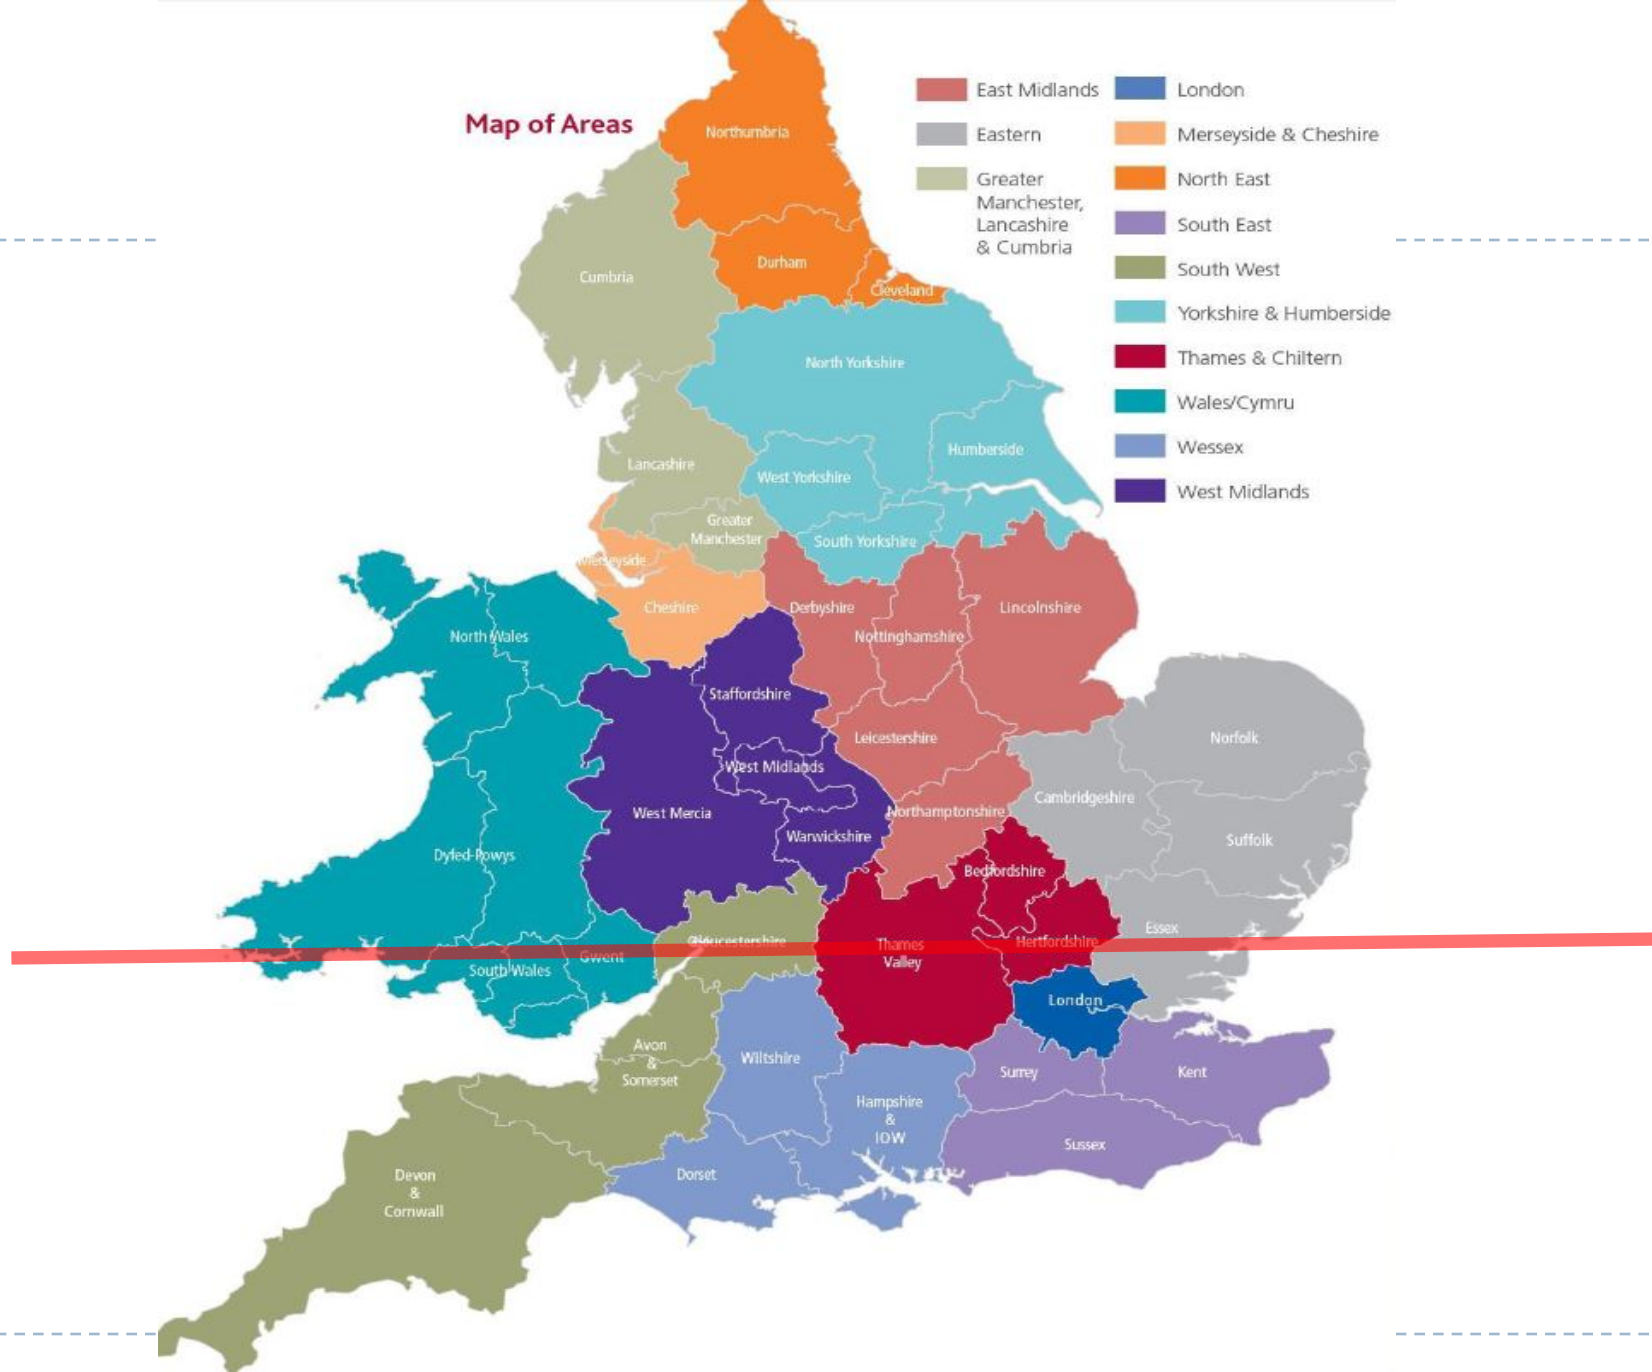 Map of Areas
East Midlands
Eastern
Greater
Manchester,
Lancashire
& Cumbria
London
Merseyside & Cheshire
North East
South East
South West
Yorkshire & Humberside
Thames & Chiltern
Wales/Cymru
Wessex
West Midlands
Northumbria
Durham
Cleveland
Cumbria
North Yorkshire
Humberside
Lancashire
West Yorkshire
Greater
Manchester
South Yorkshire
Merseyside
Cheshire
Derbyshire
Lincolnshire
North Wales
Nottinghamshire
Staffordshire
Leicestershire
Norfolk
West Midlands
Cambridgeshire
West Mercia
Northamptonshire
Warwickshire
Suffolk
Dyfed-Powys
Bedfordshire
Essex
Gloucestershire
Thames
Valley
Hertfordshire
Gwent
South Wales
London
Avon
&
Somerset
Wiltshire
Surrey
Kent
Hampshire
&
IOW
Sussex
Dorset
Devon
&
Cornwall